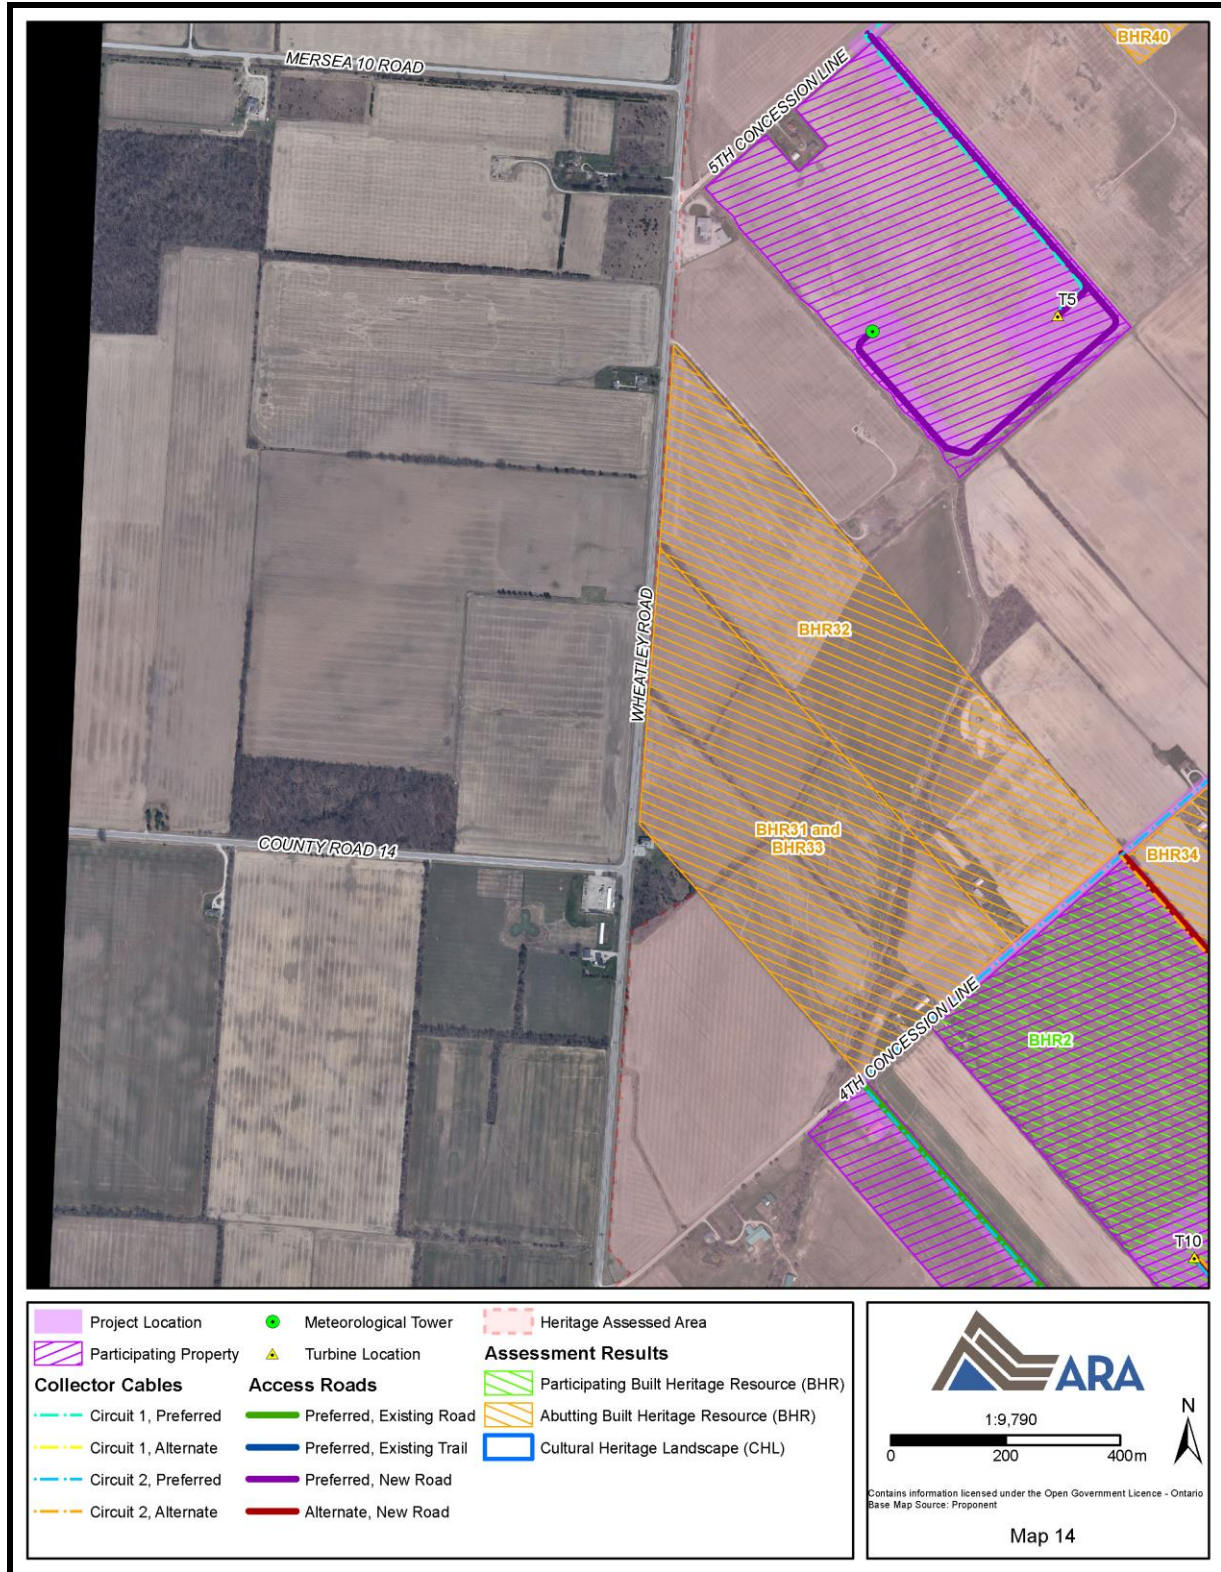 BHR40
MERSEA 10 ROAD
5TH CONCESSION LINE
T5
WHEATLEY ROAD
BHR32
BHR31 and
BHR33
COUNTY ROAD 14
BHR34
4TH CONCESSION LINE
BHR2
T10
Project Location
Participating Property
Collector Cables
Circuit 1, Preferred
Circuit 1, Alternate
Circuit 2, Preferred
Circuit 2, Alternate
Meteorological Tower
Turbine Location
Access Roads
Preferred, Existing Road
Preferred, Existing Trail
Preferred, New Road
Alternate, New Road
Heritage Assessed Area
Assessment Results
Participating Built Heritage Resource (BHR)
Abutting Built Heritage Resource (BHR)
Cultural Heritage Landscape (CHL)
ARA
N
1:9,790
0 200 400 m
Contains information licensed under the Open Government Licence - Ontario
Base Map Source: Proponent
Map 14